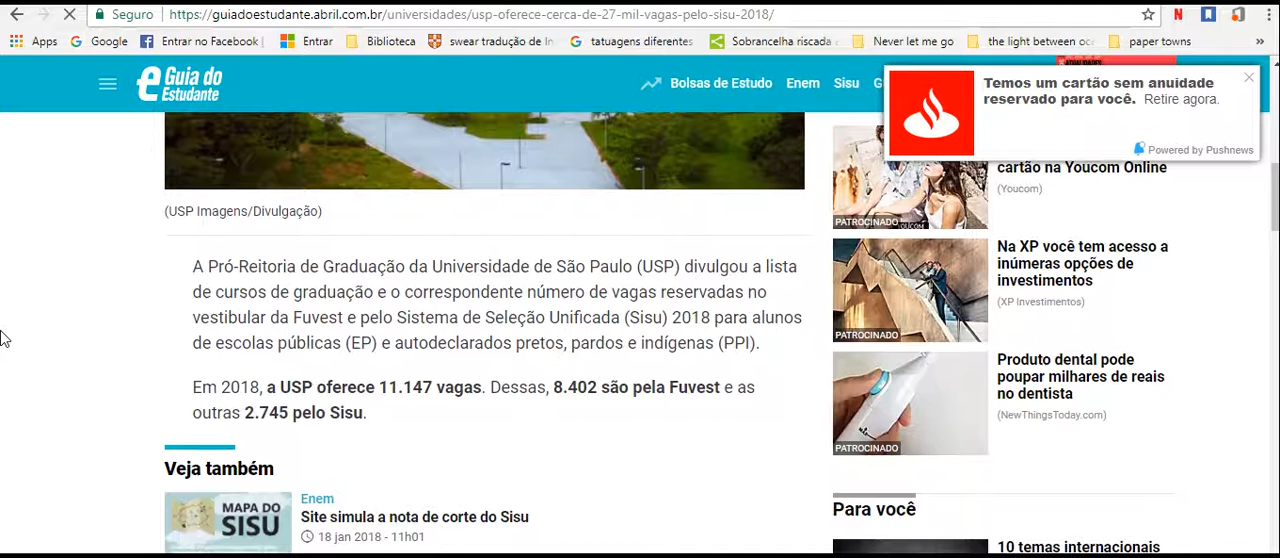 Seguro https://guiadoestudante.abril.com.br/universidades/usp-oferece-cerca-de-27-mil-vagas-pelo-sisu-2018/
Apps Google Entrar no Facebook Entrar Biblioteca swear tradução de In tatuagens diferentes Sobrancelha riscada Never let me go the light between oc paper towns »
Guia do
Estudante
Bolsas de Estudo Enem Sisu G
Temos um cartão sem anuidade
reservado para você. Retire agora.
Powered by Pushnews
(USP Imagens/Divulgação)
A Pró-Reitoria de Graduação da Universidade de São Paulo (USP) divulgou a lista
de cursos de graduação e o correspondente número de vagas reservadas no
vestibular da Fuvest e pelo Sistema de Seleção Unificada (Sisu) 2018 para alunos
de escolas públicas (EP) e autodeclarados pretos, pardos e indígenas (PPI).
Em 2018, a USP oferece 11.147 vagas. Dessas, 8.402 são pela Fuvest e as
outras 2.745 pelo Sisu.
Veja também
MAPA DO
SISU
Enem
Site simula a nota de corte do Sisu
18 jan 2018 - 11h01
cartão na Youcom Online
(Youcom)
PATROCINADO
Na XP você tem acesso a
inúmeras opções de
investimentos
(XP Investimentos)
PATROCINADO
Produto dental pode
poupar milhares de reais
no dentista
(NewThingsToday.com)
PATROCINADO
Para você
10 temas internacionais